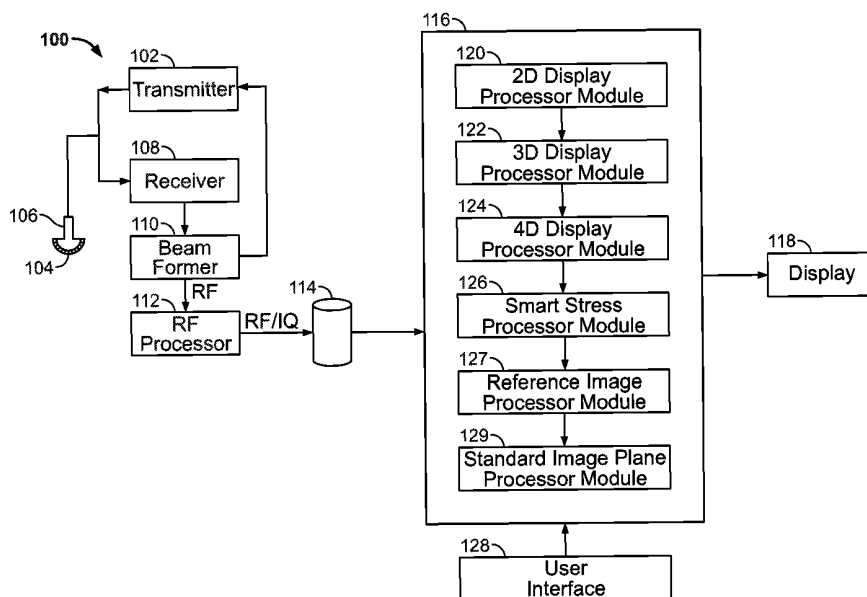 100
102
Transmitter
108
Receiver
106
104
110
Beam
Former
RF
112
RF
Processor
RF/IQ
114
116
120
2D Display
Processor Module
122
3D Display
Processor Module
124
4D Display
Processor Module
126
Smart Stress
Processor Module
127
Reference Image
Processor Module
129
Standard Image Plane
Processor Module
118
Display
128
User
Interface